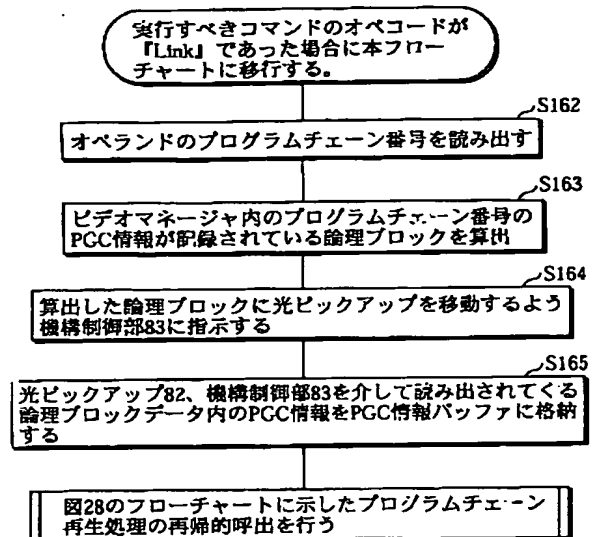 実行すべきコマンドのオペコードが
『Link』であった場合に本フロー
チャートに移行する。
S162
オペランドのプログラムチェーン番号を読み出す
S163
ビデオマネージャ内のプログラムチェーン番号の
PGC情報が記録されている論理ブロックを算出
S164
算出した論理ブロックに光ピックアップを移動するよう
機構制御部83に指示する
S165
光ピックアップ82、機構制御部83を介して読み出されてくる
論理ブロックデータ内のPGC情報をPGC情報バッファに格納
する
図28のフローチャートに示したプログラムチェーン
再生処理の再帰的呼出を行う